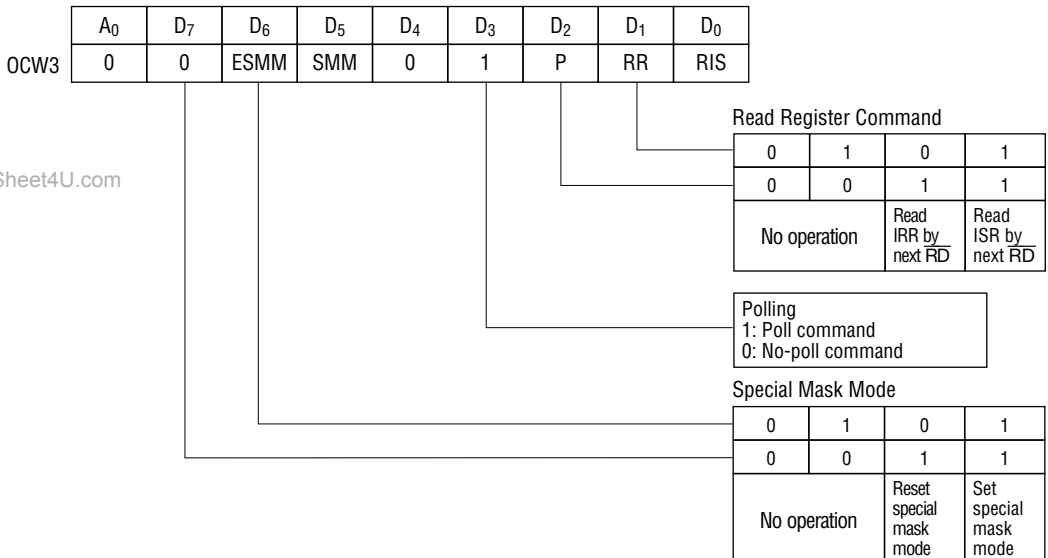 A0 D7 D6 D5 D4 D3 D2 D1 D0
OCW3 0 0 ESMM SMM 0 1 P RR RIS
Read Register Command
0 1 0 1
0 0 1 1
No operation
Read IRR by next RD
Read ISR by next RD
Sheet4U.com
Polling
1: Poll command
0: No-poll command
Special Mask Mode
0 1 0 1
0 0 1 1
No operation
Reset special mask mode
Set special mask mode